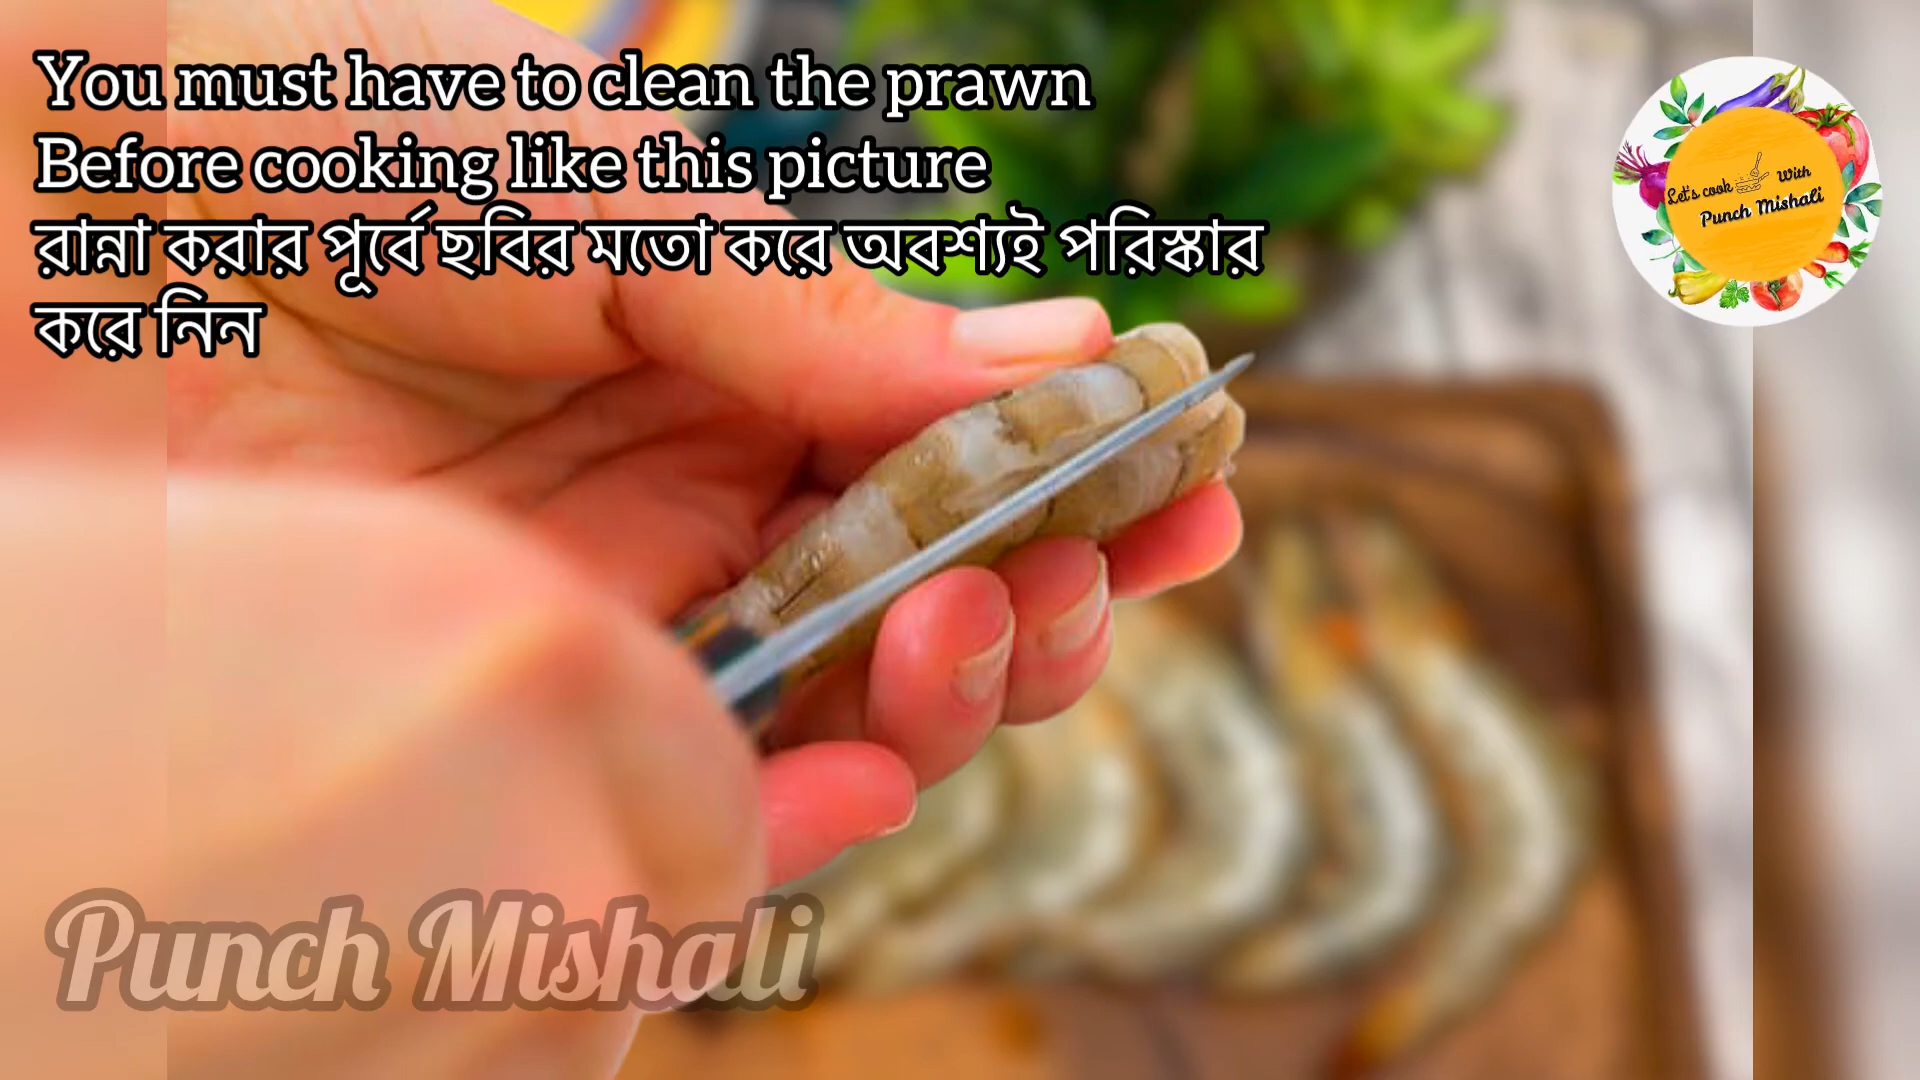 You must have to clean the prawn
Before cooking like this picture
রান্না করার পূর্বে ছবির মতো করে অবশ্যই পরিস্কার
করে নিন
Let's cook With
Punch Mishali
Punch Mishali